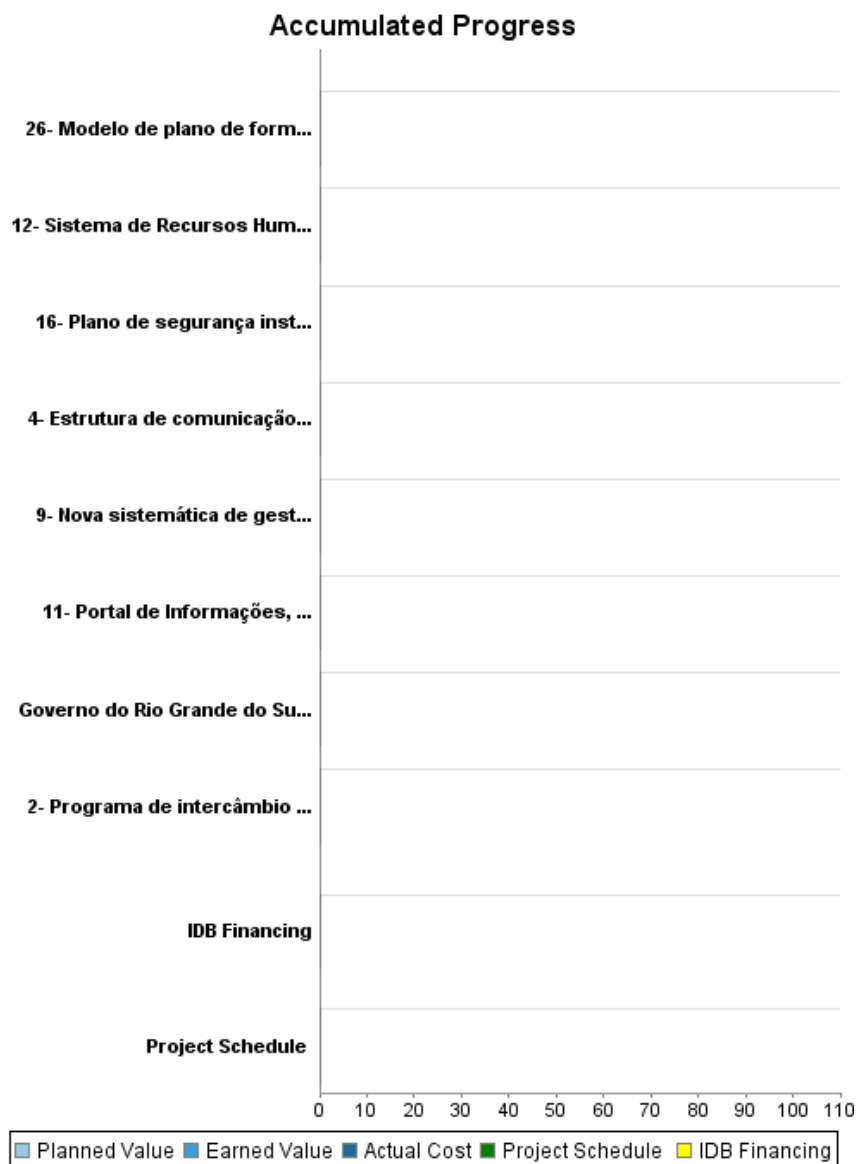 Accumulated Progress
26- Modelo de plano de form...
12- Sistema de Recursos Hum...
16- Plano de segurança inst...
4- Estrutura de comunicação...
9- Nova sistemática de gest...
11- Portal de Informações, ...
Governo do Rio Grande do Su...
2- Programa de intercâmbio ...
IDB Financing
Project Schedule
0 10 20 30 40 50 60 70 80 90 100 110
Planned Value Earned Value Actual Cost Project Schedule IDB Financing